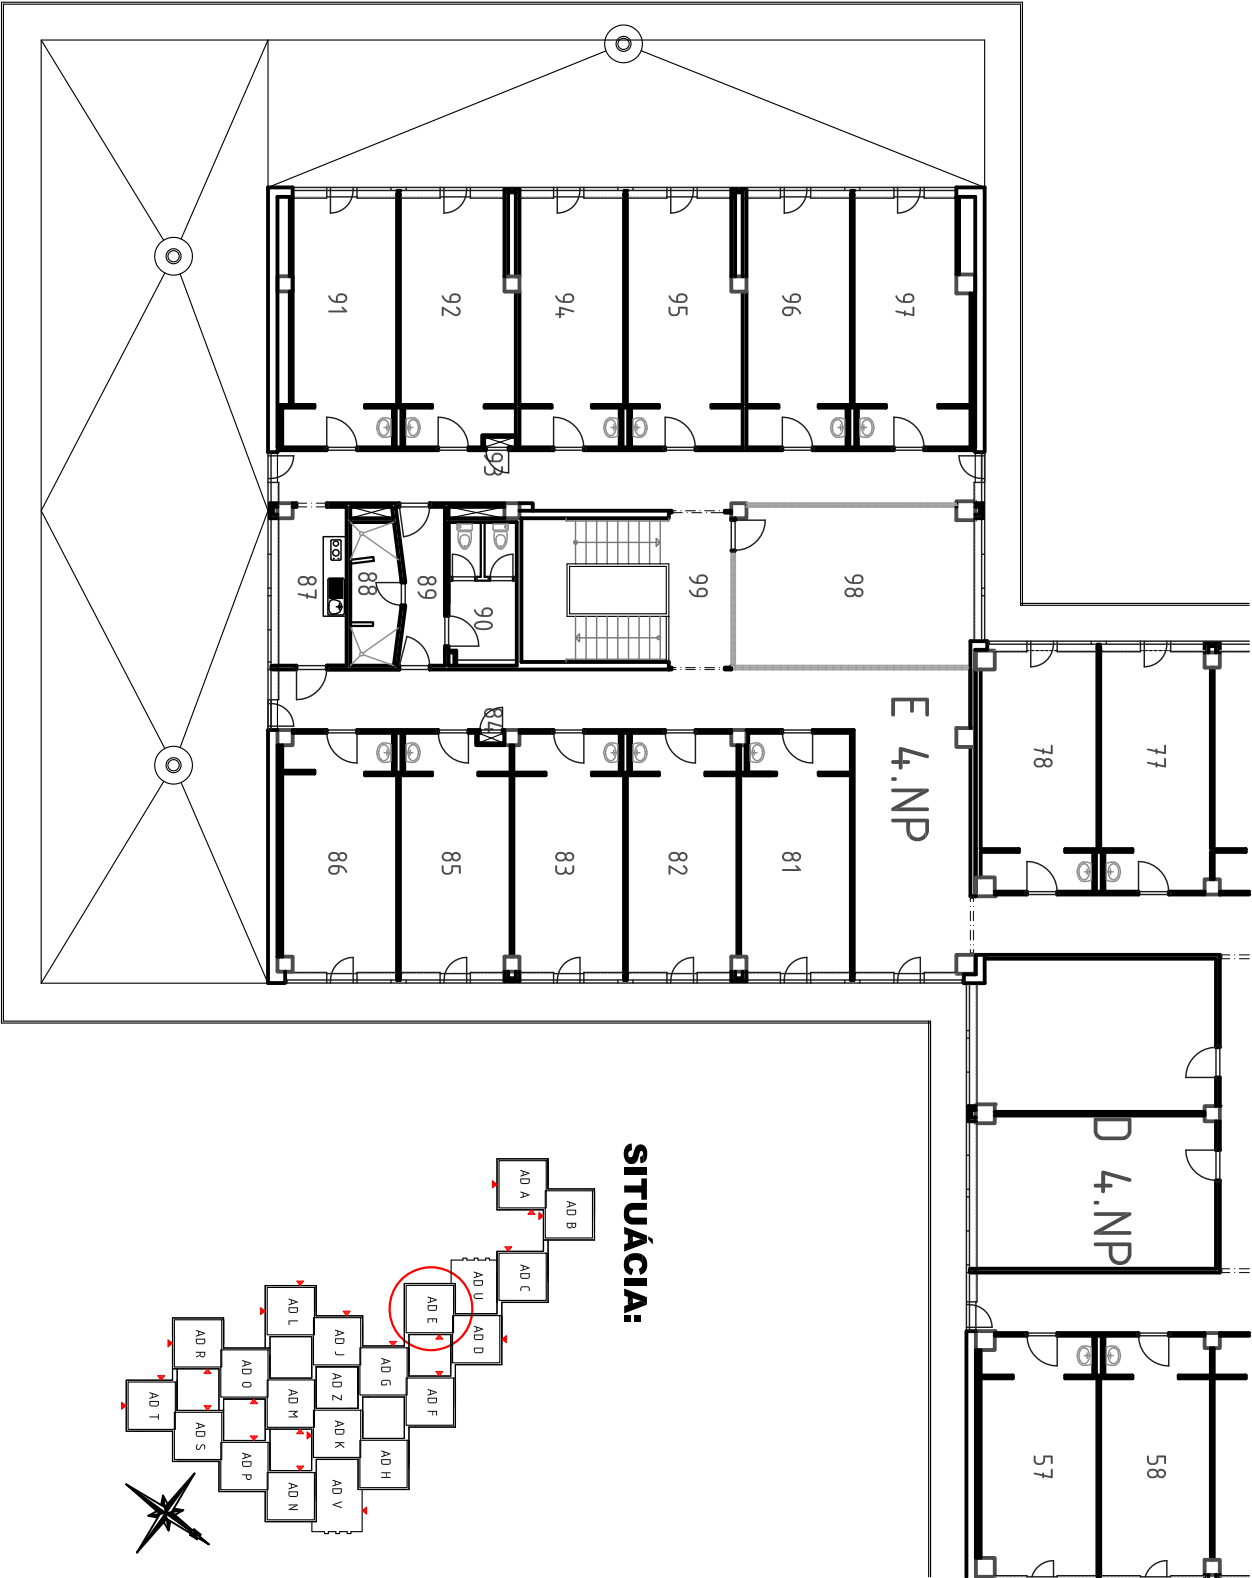 91
92
94
95
96
97
93
87
88
89
90
99
98
84
E 4.NP
86
85
83
82
81
78
77
D 4.NP
57
58
SITUÁCIA:
AD A
AD B
AD C
AD U
AD E
AD D
AD L
AD J
AD G
AD F
AD R
AD O
AD M
AD Z
AD K
AD H
AD T
AD S
AD P
AD N
AD V